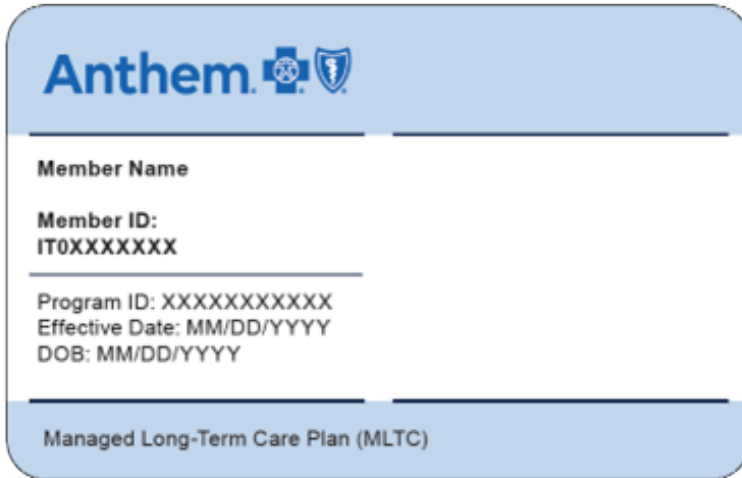 Anthem.
Member Name
Member ID:
IT0XXXXXXX
Program ID: XXXXXXXXXXX
Effective Date: MM/DD/YYYY
DOB: MM/DD/YYYY
Managed Long-Term Care Plan (MLTC)